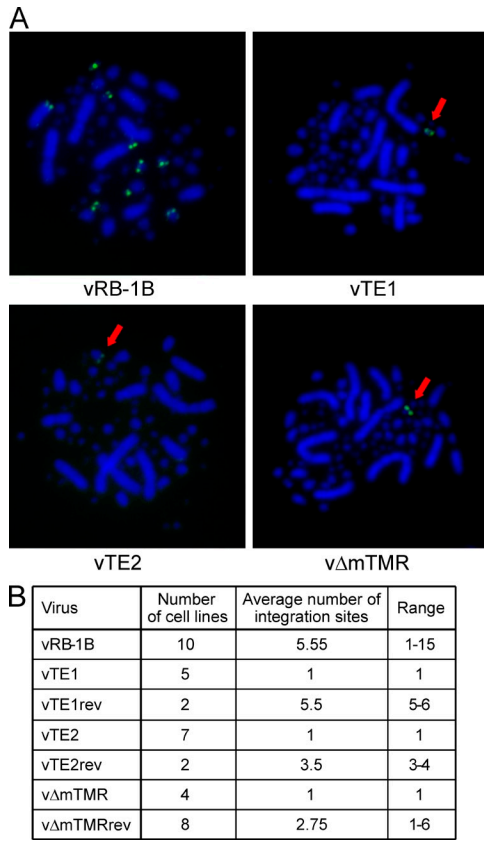 A
vRB-1B
vTE1
vTE2
vΔmTMR
B
Virus Number of cell lines Average number of integration sites Range
vRB-1B 10 5.55 1-15
vTE1 5 1 1
vTE1rev 2 5.5 5-6
vTE2 7 1 1
vTE2rev 2 3.5 3-4
vΔmTMR 4 1 1
vΔmTMRrev 8 2.75 1-6